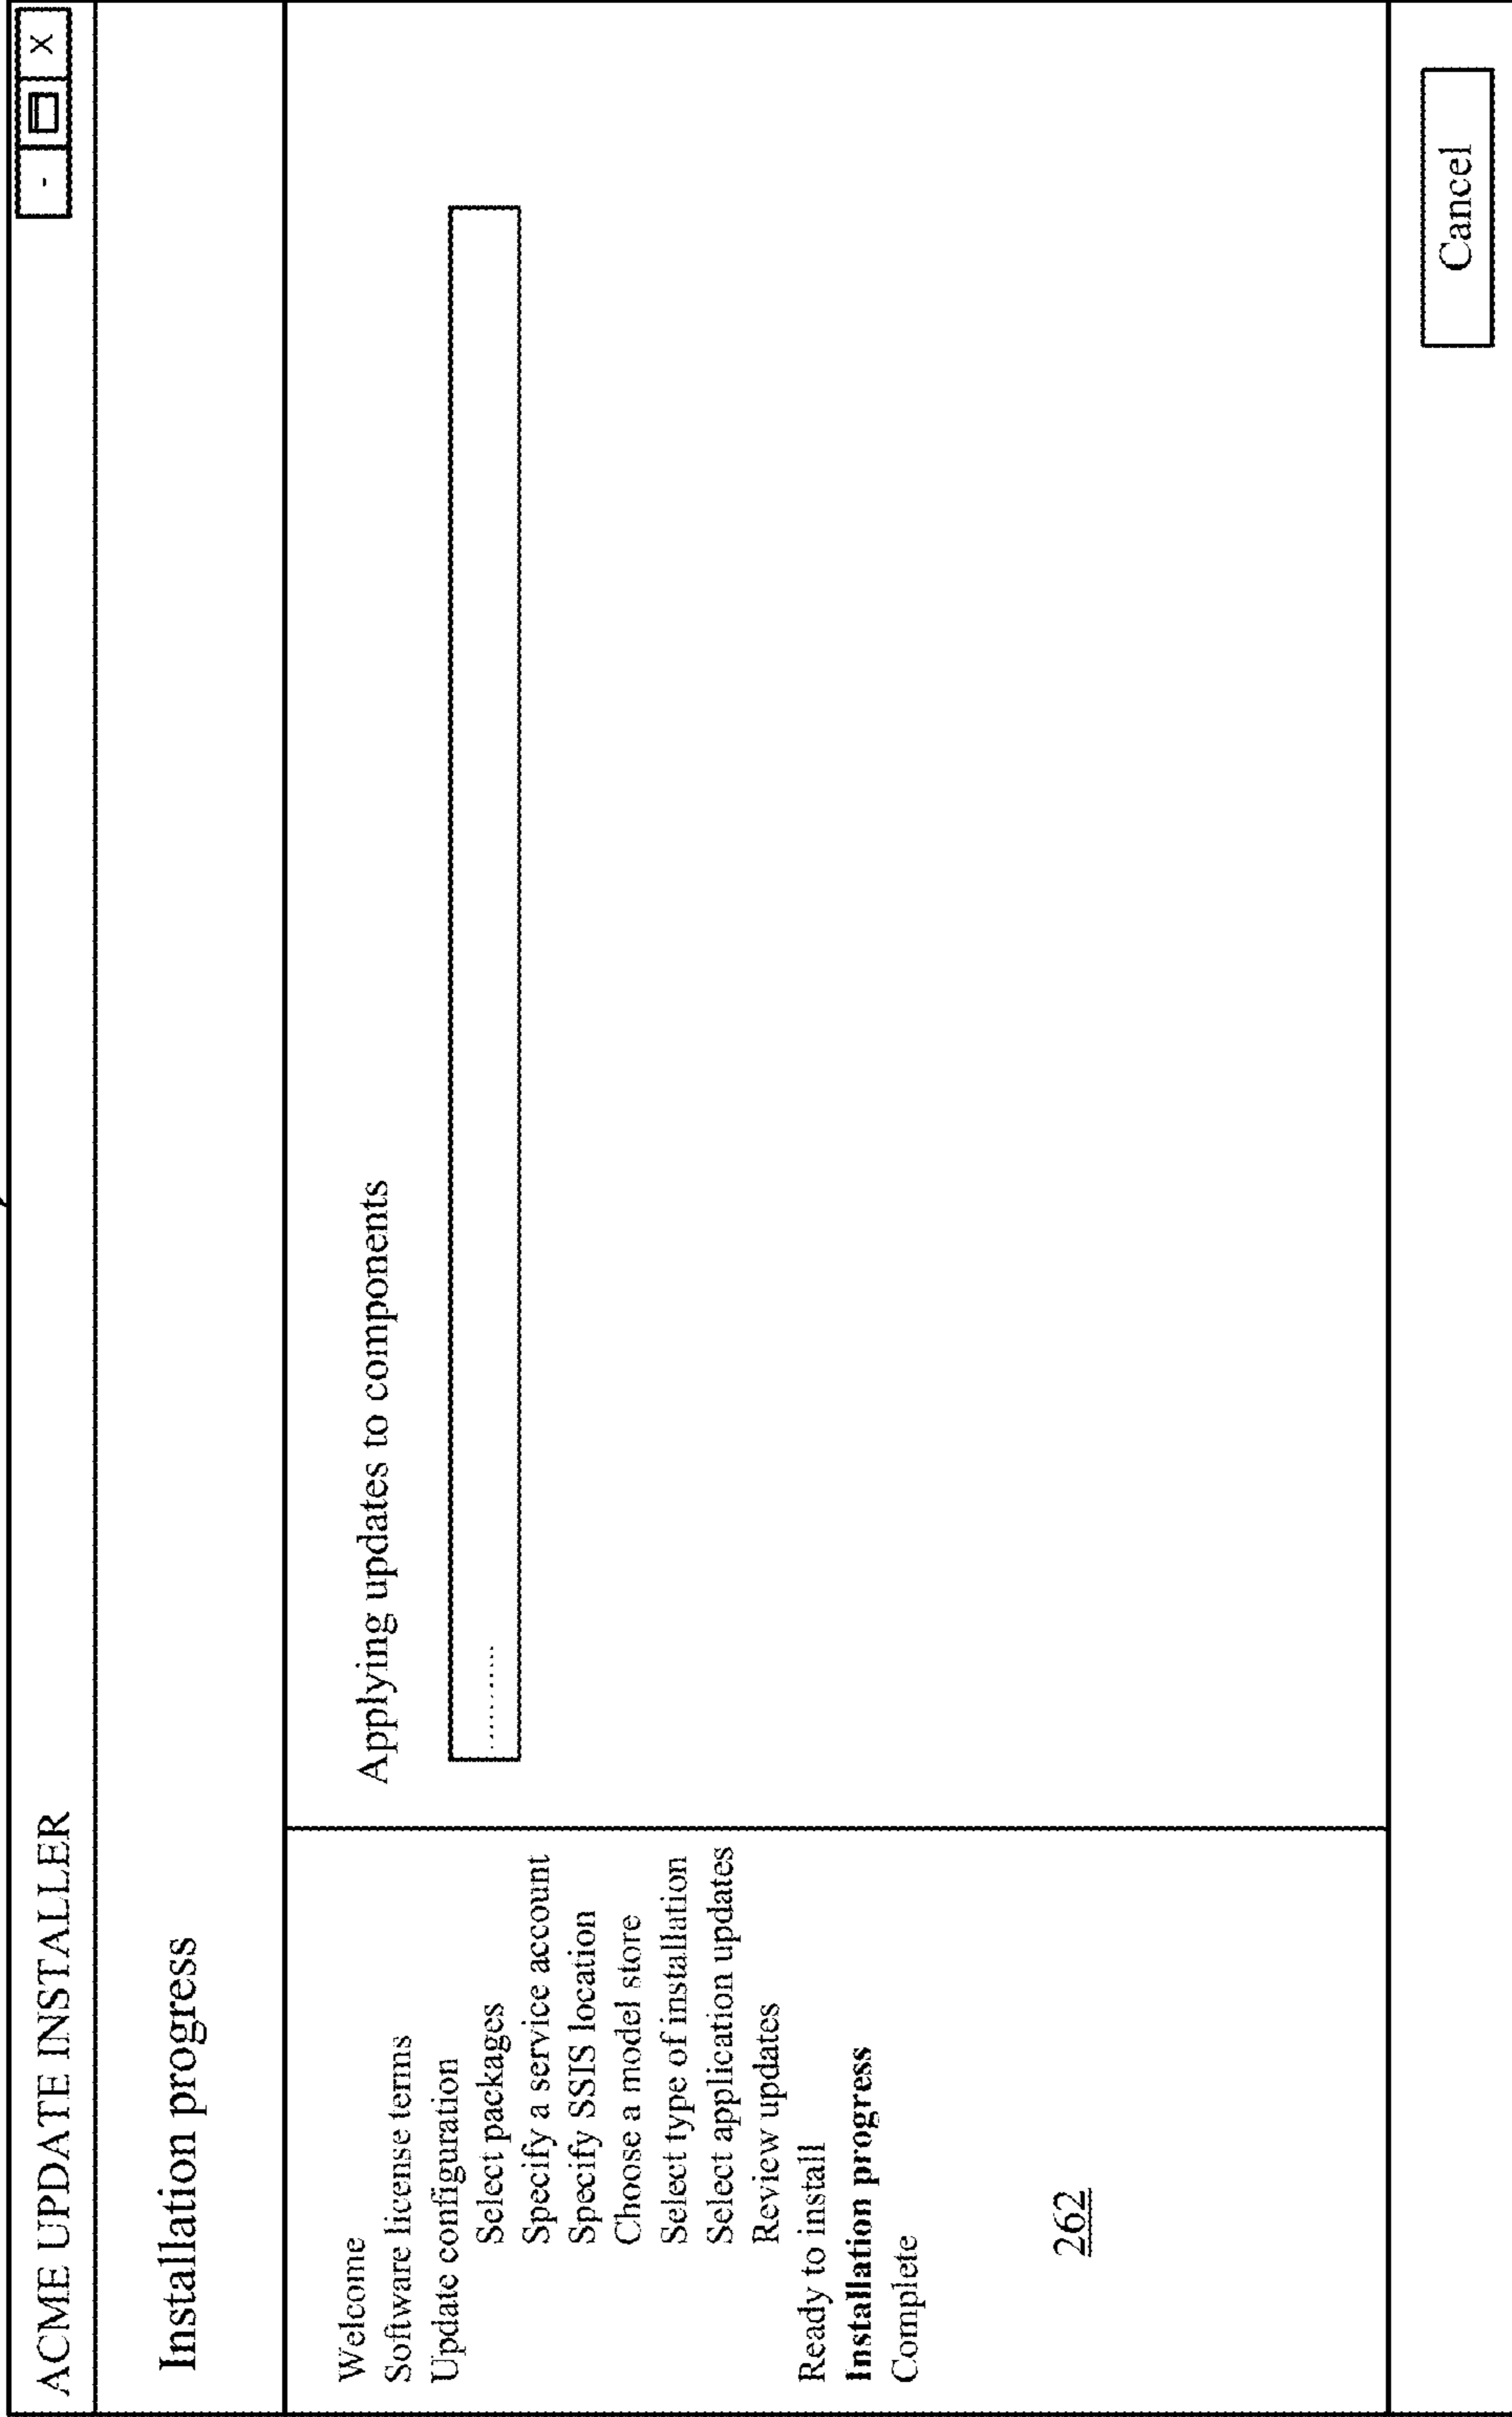 ACME UPDATE INSTALLER
- X
Installation progress
Welcome
Software license terms
Update configuration
Select packages
Specify a service account
Specify SSIS location
Choose a model store
Select type of installation
Select application updates
Review updates
Ready to install
Installation progress
Complete
262
Applying updates to components
..........
Cancel